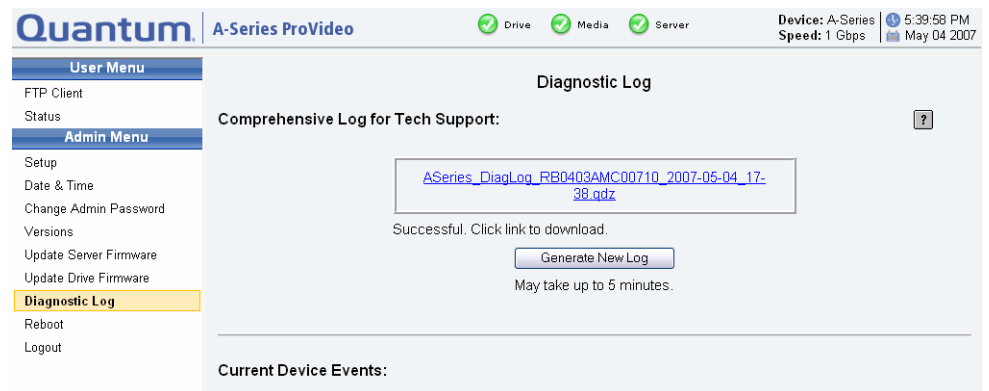 Quantum. A-Series ProVideo Drive Media Server Device: A-Series 5:39:58 PM
Speed: 1 Gbps May 04 2007
User Menu
FTP Client
Status
Admin Menu
Setup
Date & Time
Change Admin Password
Versions
Update Server Firmware
Update Drive Firmware
Diagnostic Log
Reboot
Logout
Diagnostic Log
Comprehensive Log for Tech Support: ?
ASeries_DiagLog_RB0403AMC00710_2007-05-04_17-
38.qdz
Successful. Click link to download.
Generate New Log
May take up to 5 minutes.
Current Device Events: